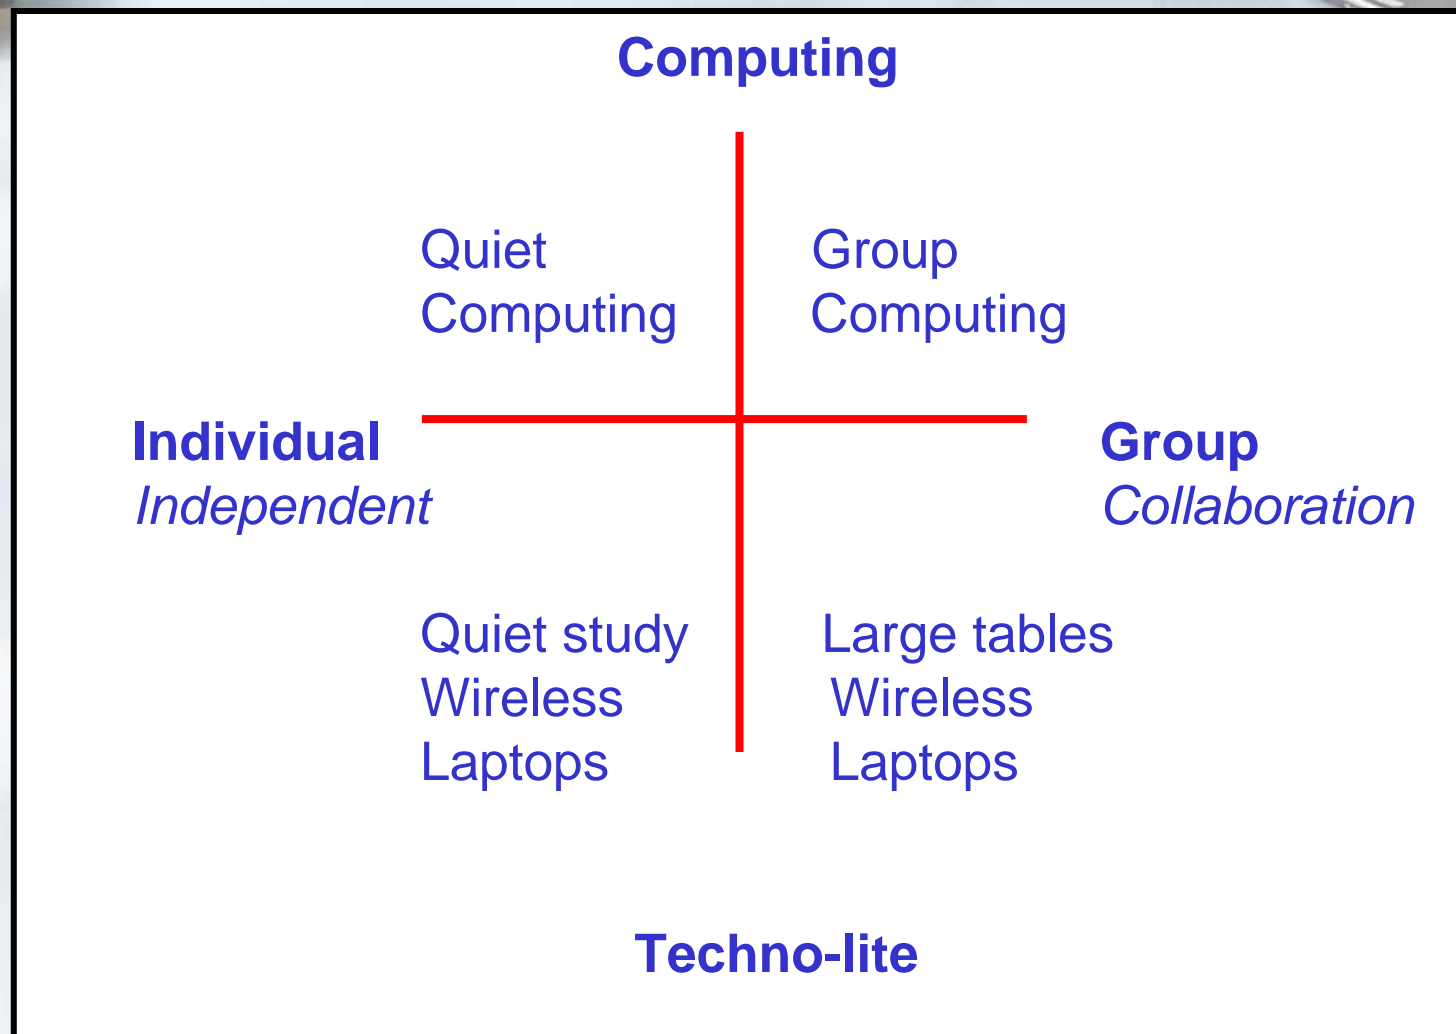 Computing
Quiet
Computing
Group
Computing
Individual
Independent
Group
Collaboration
Quiet study
Wireless
Laptops
Large tables
Wireless
Laptops
Techno-lite